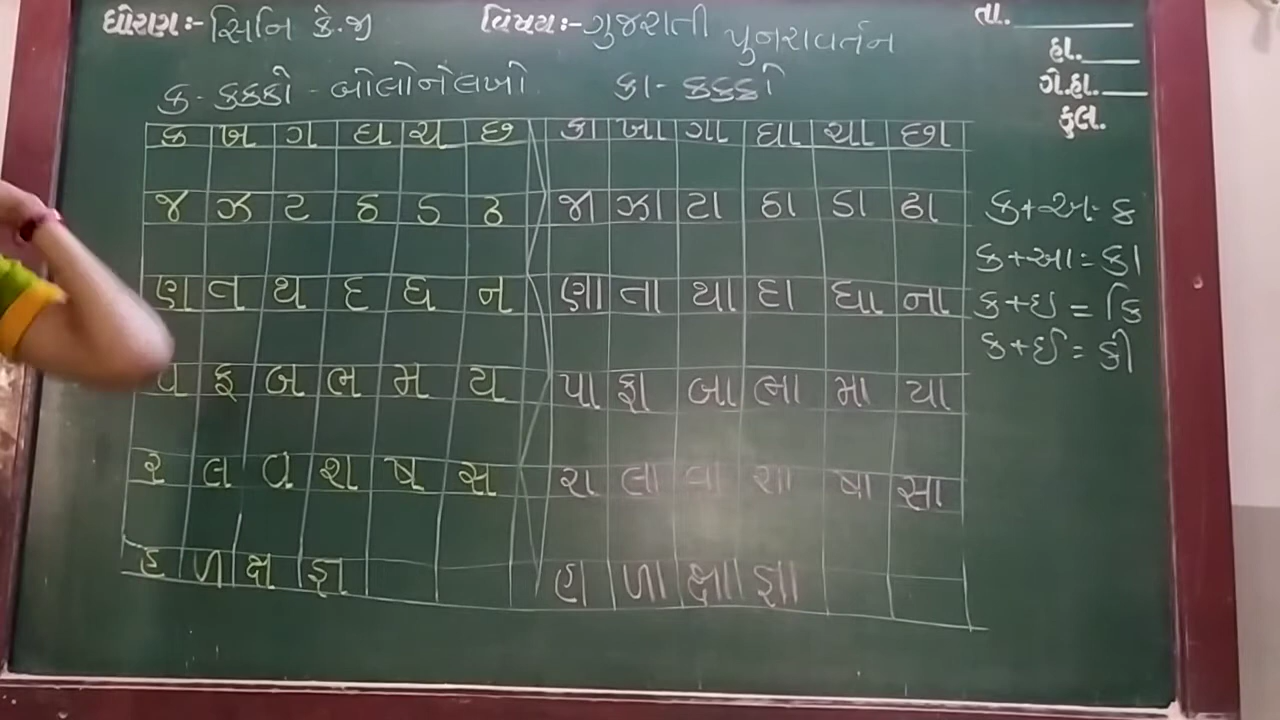 ધોરણઃ- સિનિ કે.જી વિષયઃ- ગુજરાતી પુનરાવર્તન તા.
હા.
ગે.હા.
કુલ.
ક - કક્કો - બોલોને લખો કા - કક્કો
ક ખ ગ ઘ ચ છ કા ખા ગા ઘા ચા છા
જ ઝ ટ ઠ ડ ઢ જા ઝા ટા ઠા ડા ઢા
ણ ત થ દ ધ ન ણા તા થા દા ધા ના
પ ફ બ ભ મ ય પા ફા બા ભા મા યા
ર લ વ શ ષ સ રા લા વા શા ષા સા
હ ળ ક્ષ જ્ઞ હા ળા ક્ષા જ્ઞા
ક+અ= ક
ક+આ= કા
ક+ઇ = કિ
ક+ઈ= કી